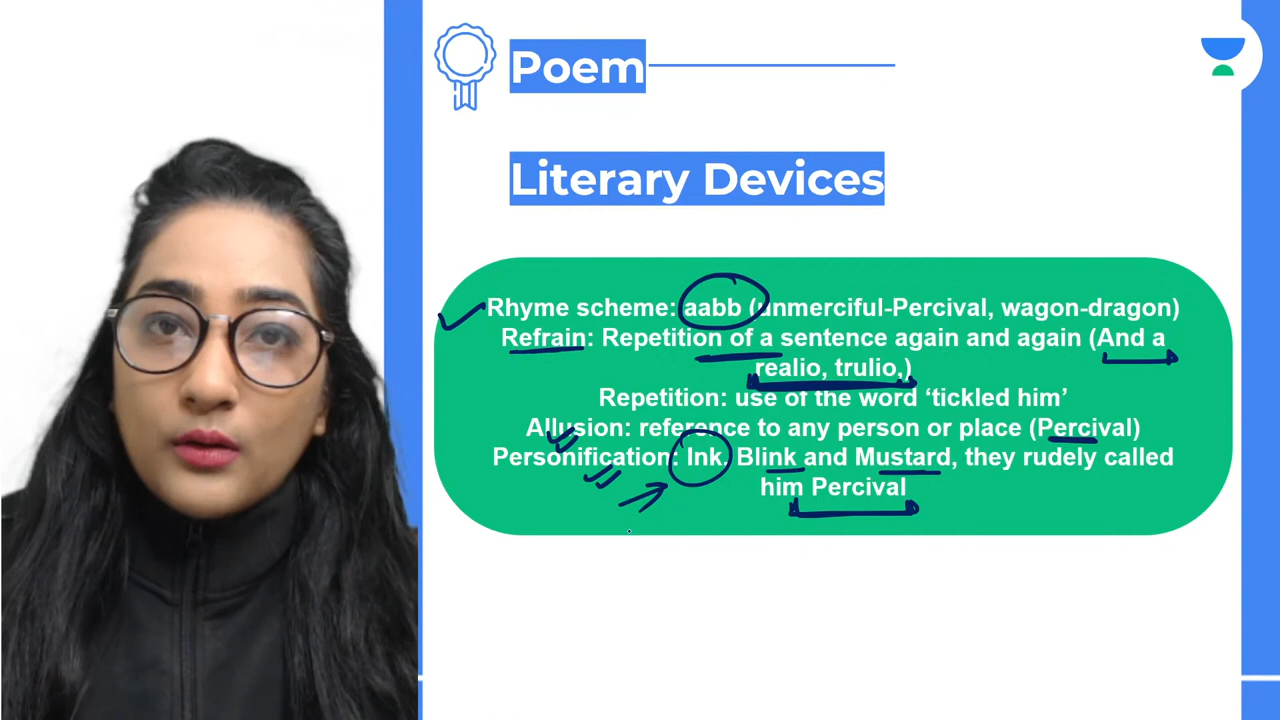 Poem
Literary Devices
Rhyme scheme: aabb (unmerciful-Percival, wagon-dragon)
Refrain: Repetition of a sentence again and again (And a
realio, trulio,)
Repetition: use of the word ‘tickled him’
Allusion: reference to any person or place (Percival)
Personification: Ink, Blink and Mustard, they rudely called
him Percival